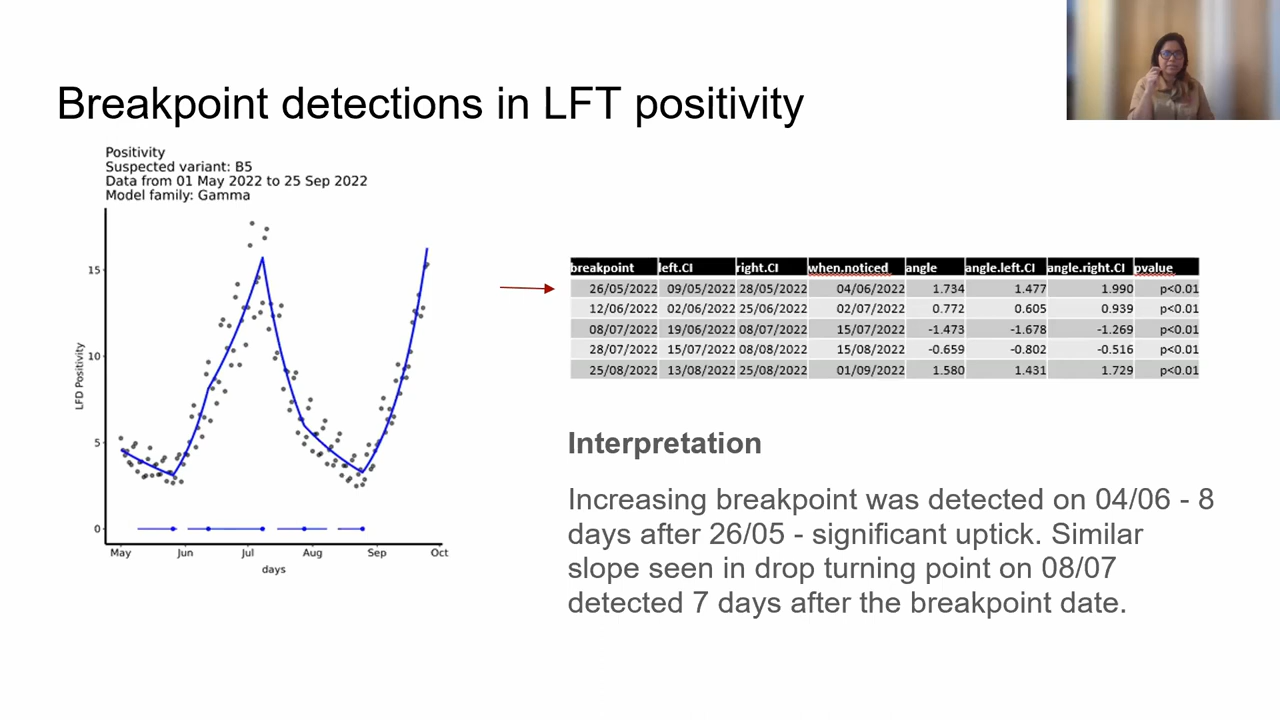 Breakpoint detections in LFT positivity
Positivity
Suspected variant: B5
Data from 01 May 2022 to 25 Sep 2022
Model family: Gamma
15
10
5
0
LFD Positivity
May Jun Jul Aug Sep Oct
days
breakpoint left.CI right.CI when.noticed angle angle.left.CI angle.right.CI pvalue
26/05/2022 09/05/2022 28/05/2022 04/06/2022 1.734 1.477 1.990 p<0.01
12/06/2022 02/06/2022 25/06/2022 02/07/2022 0.772 0.605 0.939 p<0.01
08/07/2022 19/06/2022 08/07/2022 15/07/2022 -1.473 -1.678 -1.269 p<0.01
28/07/2022 15/07/2022 08/08/2022 15/08/2022 -0.659 -0.802 -0.516 p<0.01
25/08/2022 13/08/2022 25/08/2022 01/09/2022 1.580 1.431 1.729 p<0.01
Interpretation
Increasing breakpoint was detected on 04/06 - 8
days after 26/05 - significant uptick. Similar
slope seen in drop turning point on 08/07
detected 7 days after the breakpoint date.